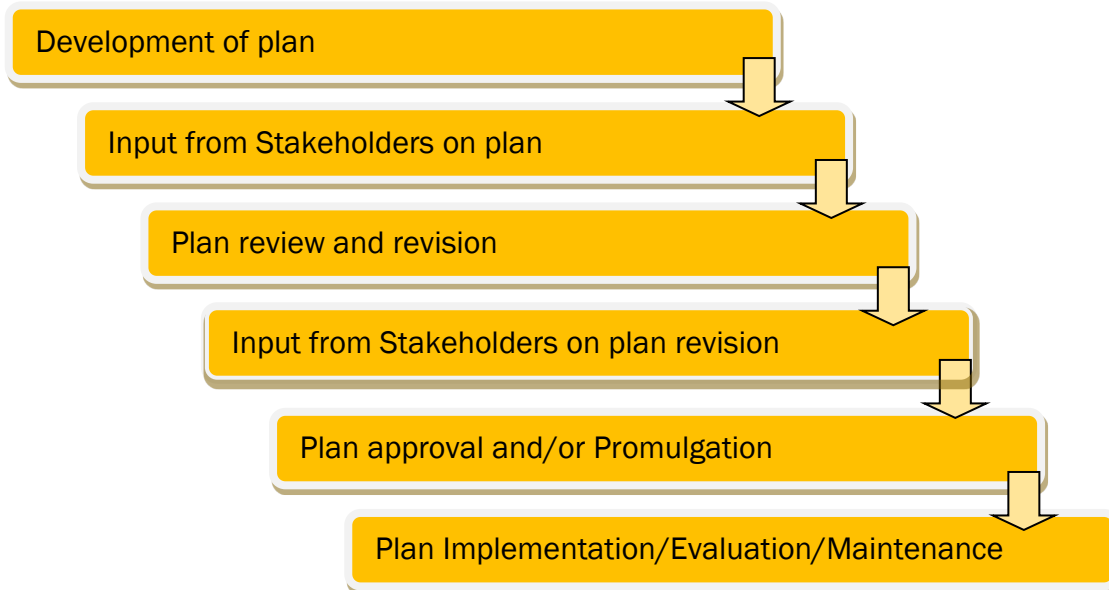 Development of plan
Input from Stakeholders on plan
Plan review and revision
Input from Stakeholders on plan revision
Plan approval and/or Promulgation
Plan Implementation/Evaluation/Maintenance